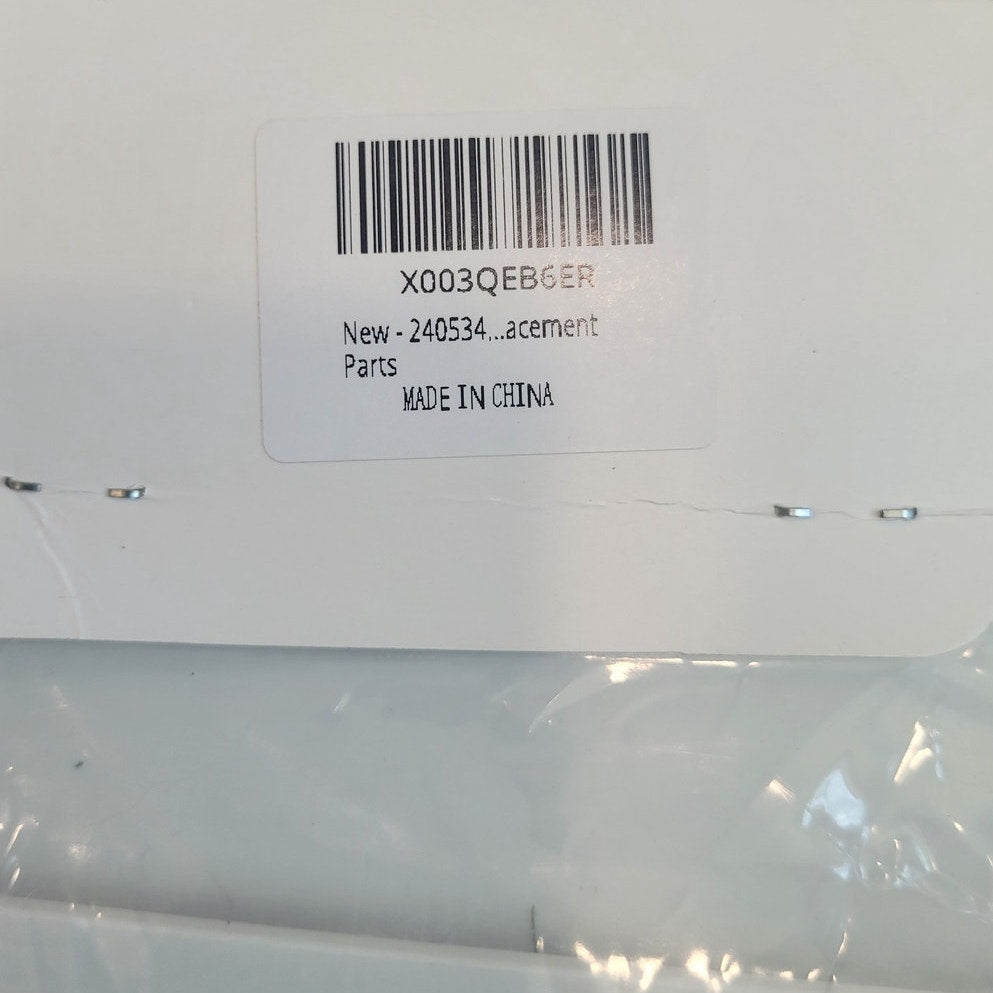 X003QEB6ER
New - 240534...acement
Parts
MADE IN CHINA